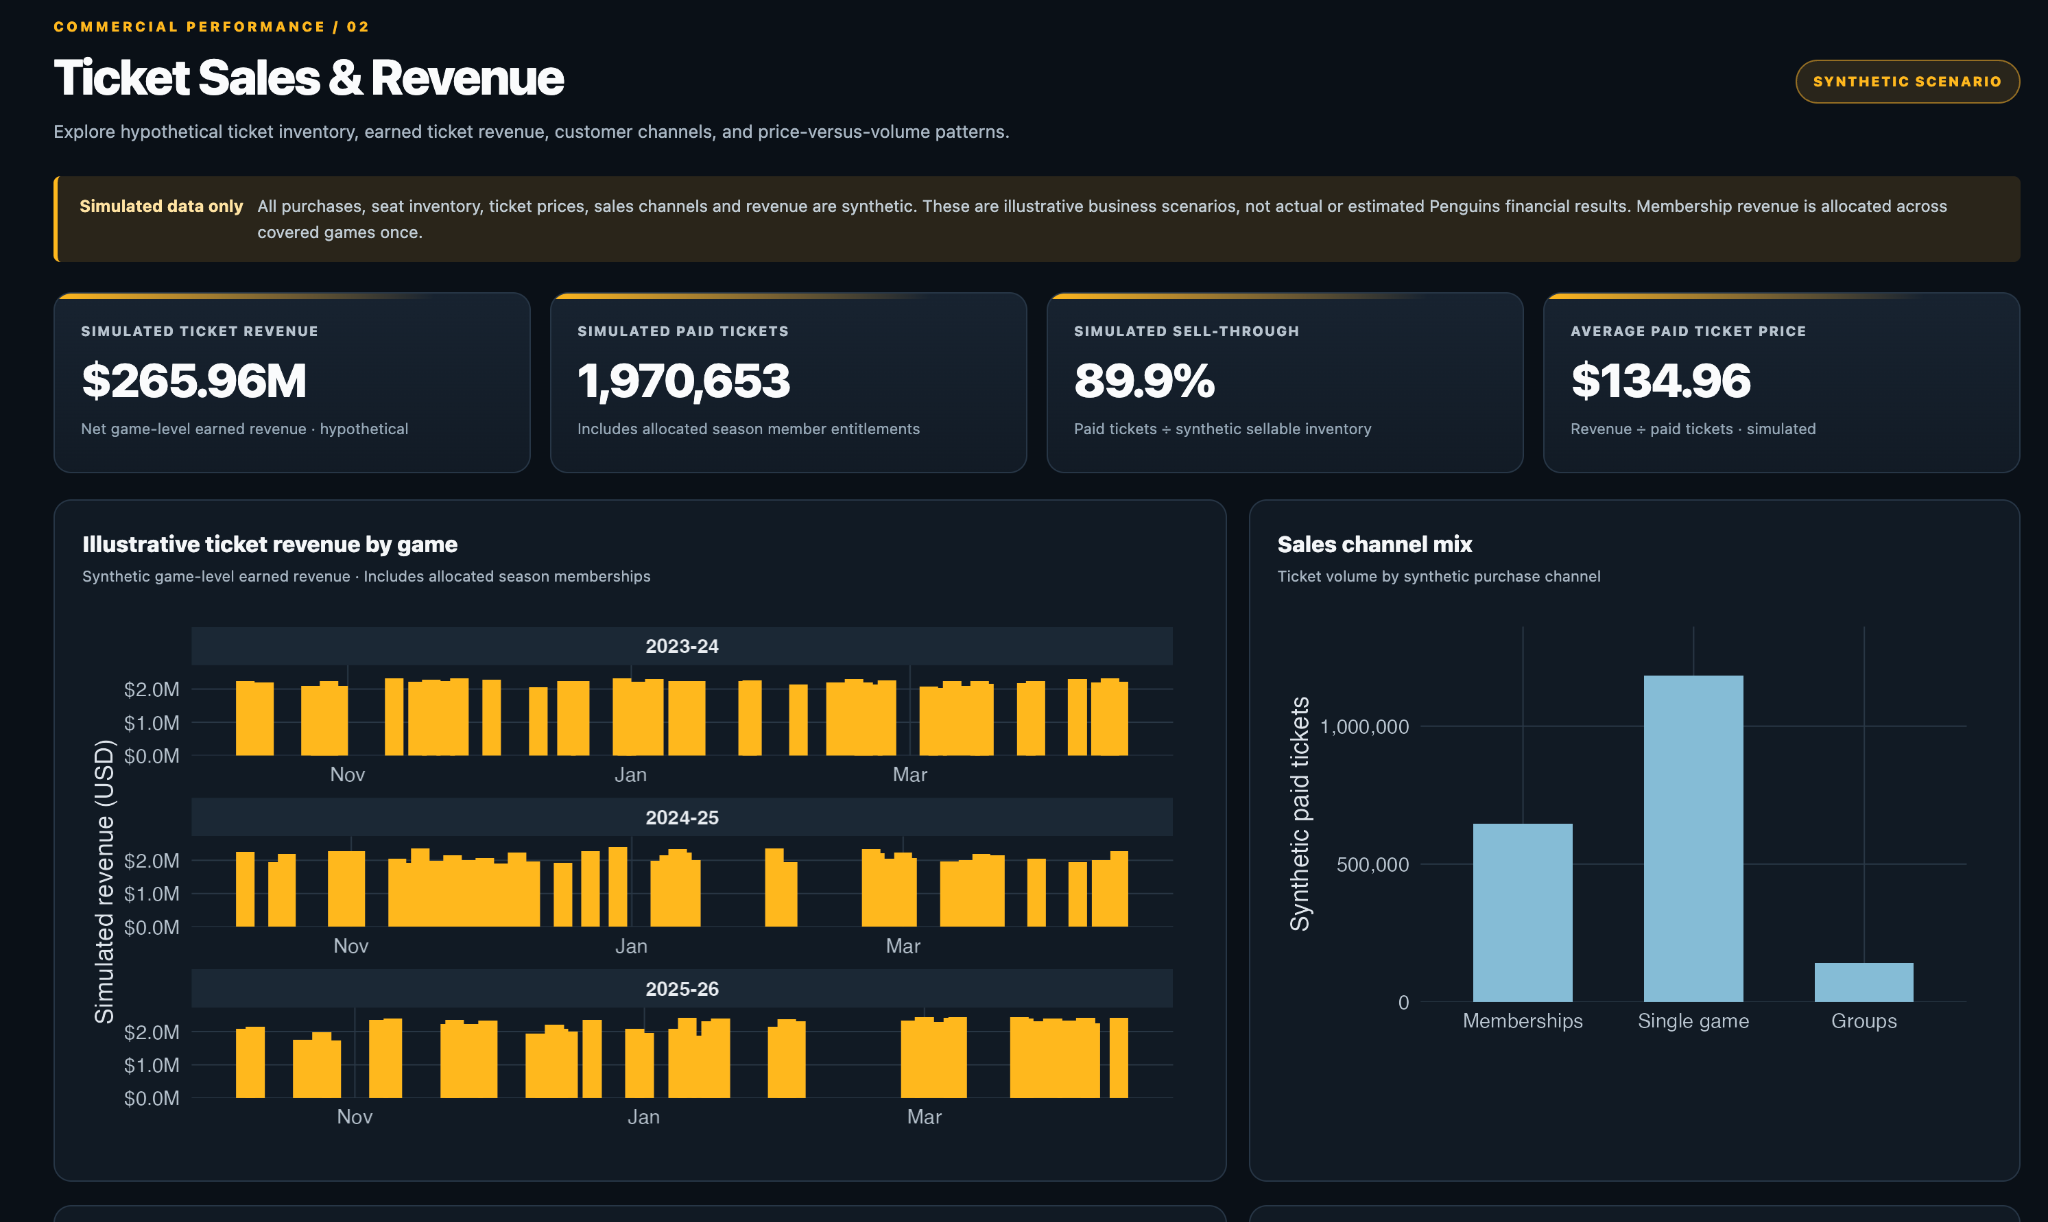 COMMERCIAL PERFORMANCE / 02
Ticket Sales & Revenue
SYNTHETIC SCENARIO
Explore hypothetical ticket inventory, earned ticket revenue, customer channels, and price-versus-volume patterns.
Simulated data only All purchases, seat inventory, ticket prices, sales channels and revenue are synthetic. These are illustrative business scenarios, not actual or estimated Penguins financial results. Membership revenue is allocated across
covered games once.
SIMULATED TICKET REVENUE
$265.96M
Net game-level earned revenue · hypothetical
SIMULATED PAID TICKETS
1,970,653
Includes allocated season member entitlements
SIMULATED SELL-THROUGH
89.9%
Paid tickets ÷ synthetic sellable inventory
AVERAGE PAID TICKET PRICE
$134.96
Revenue ÷ paid tickets · simulated
Illustrative ticket revenue by game
Synthetic game-level earned revenue · Includes allocated season memberships
Simulated revenue (USD)
2023-24
$2.0M
$1.0M
$0.0M
Nov Jan Mar
2024-25
$2.0M
$1.0M
$0.0M
Nov Jan Mar
2025-26
$2.0M
$1.0M
$0.0M
Nov Jan Mar
Sales channel mix
Ticket volume by synthetic purchase channel
Synthetic paid tickets
1,000,000
500,000
0
Memberships Single game Groups